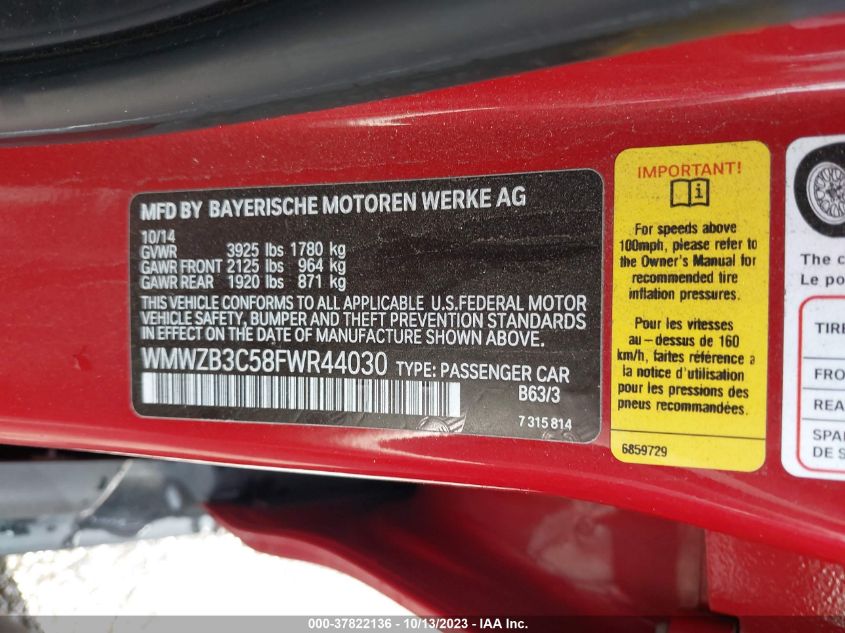 MFD BY BAYERISCHE MOTOREN WERKE AG
10/14
GVWR 3925 lbs 1780 kg
GAWR FRONT 2125 lbs 964 kg
GAWR REAR 1920 lbs 871 kg
THIS VEHICLE CONFORMS TO ALL APPLICABLE U.S.FEDERAL MOTOR
VEHICLE SAFETY, BUMPER AND THEFT PREVENTION STANDARDS
IN EFFECT ON THE DATE OF MANUFACTURE SHOWN ABOVE.
WMWZB3C58FWR44030 TYPE: PASSENGER CAR
B63/3
7 315 814
IMPORTANT!
For speeds above
100mph, please refer to
the Owner's Manual for
recommended tire
inflation pressures.
Pour les vitesses
au-dessus de 160
km/h, faites référence
au manuel du conducteur
pour les pressions des
pneus recommandées.
6859729
The c
Le po
TIRE
FRO
REA
SPA
DE S
000-37822136 - 10/13/2023 - IAA Inc.